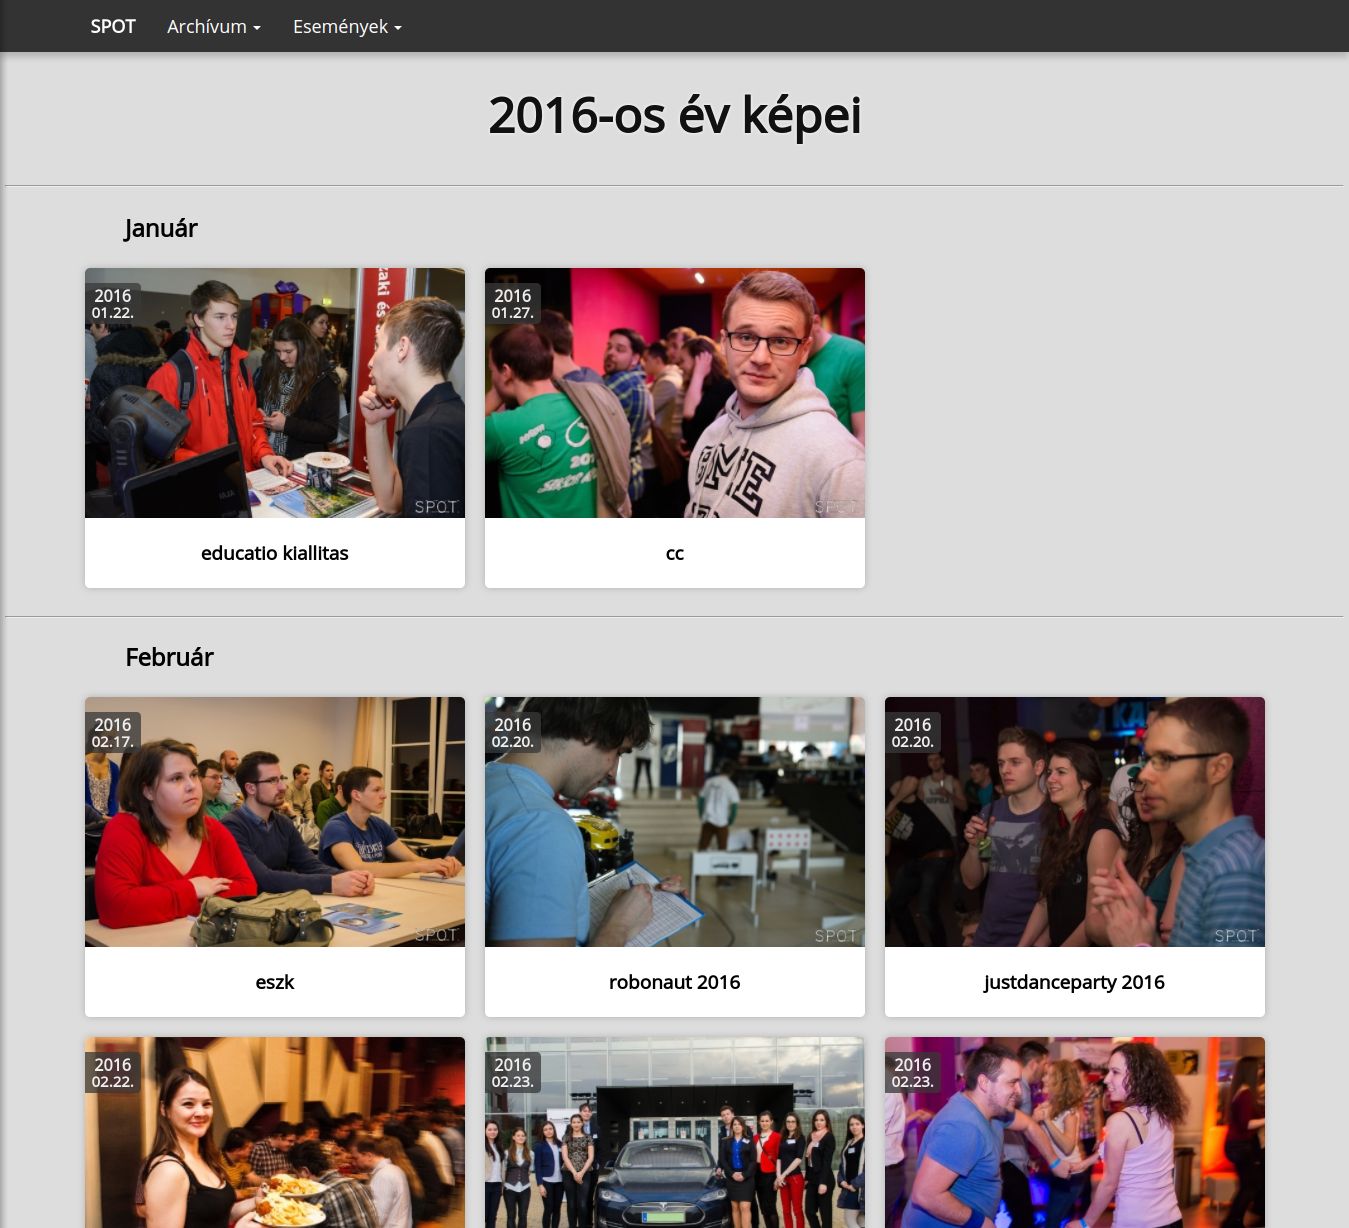 SPOT Archívum Események
2016-os év képei
Január
2016
01.22.
zaki és
SPOT
educatio kiallitas
2016
01.27.
SPOT
cc
Február
2016
02.17.
SPOT
eszk
2016
02.20.
SPOT
robonaut 2016
2016
02.20.
SPOT
justdanceparty 2016
2016
02.22.
2016
02.23.
2016
02.23.